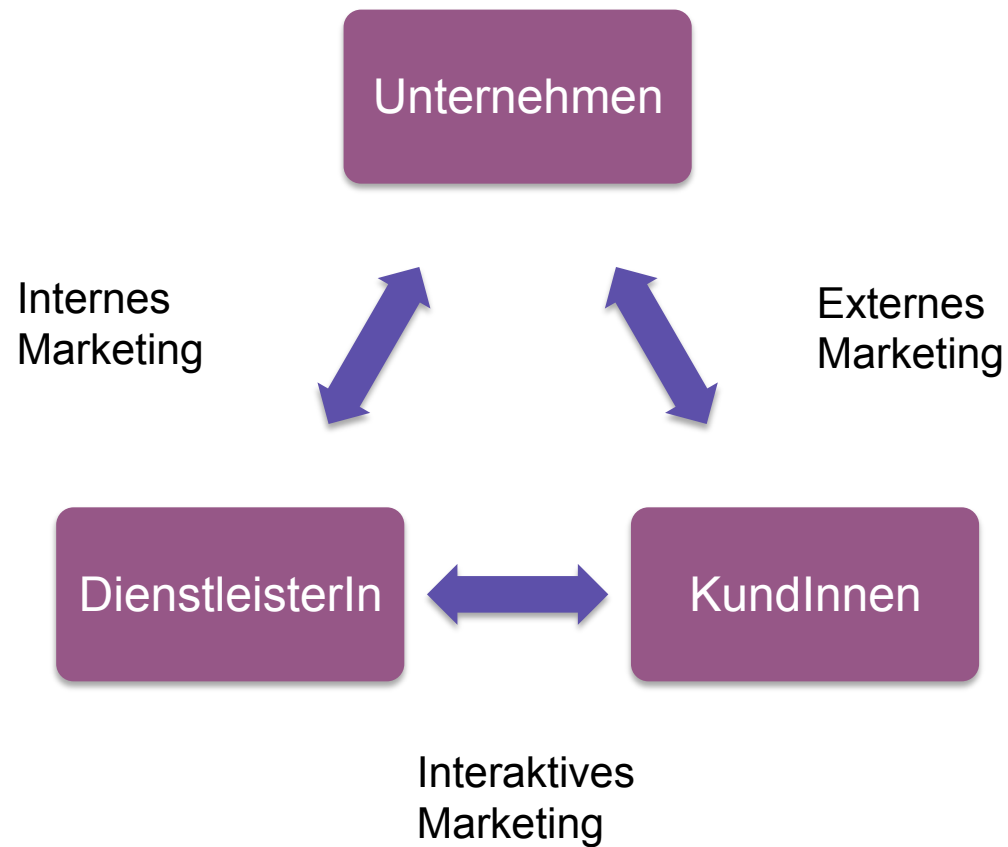 Unternehmen
Internes
Marketing
Externes
Marketing
DienstleisterIn
KundInnen
Interaktives
Marketing